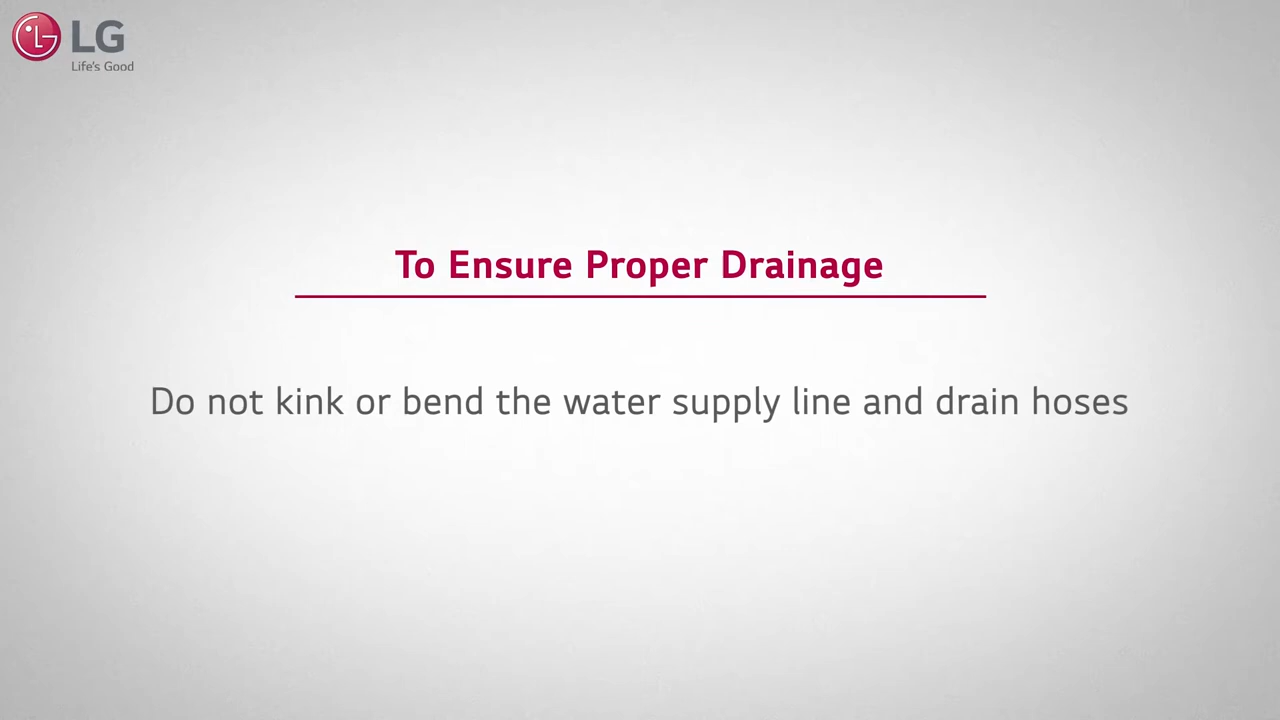 LG
Life's Good
To Ensure Proper Drainage
Do not kink or bend the water supply line and drain hoses